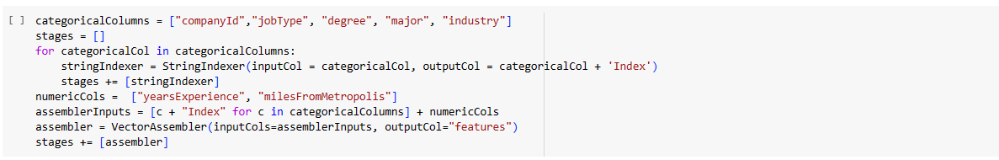 [ ] categoricalColumns = ["companyId","jobType", "degree", "major", "industry"]
stages = []
for categoricalCol in categoricalColumns:
    stringIndexer = StringIndexer(inputCol = categoricalCol, outputCol = categoricalCol + 'Index')
    stages += [stringIndexer]
numericCols =  ["yearsExperience", "milesFromMetropolis"]
assemblerInputs = [c + "Index" for c in categoricalColumns] + numericCols
assembler = VectorAssembler(inputCols=assemblerInputs, outputCol="features")
stages += [assembler]